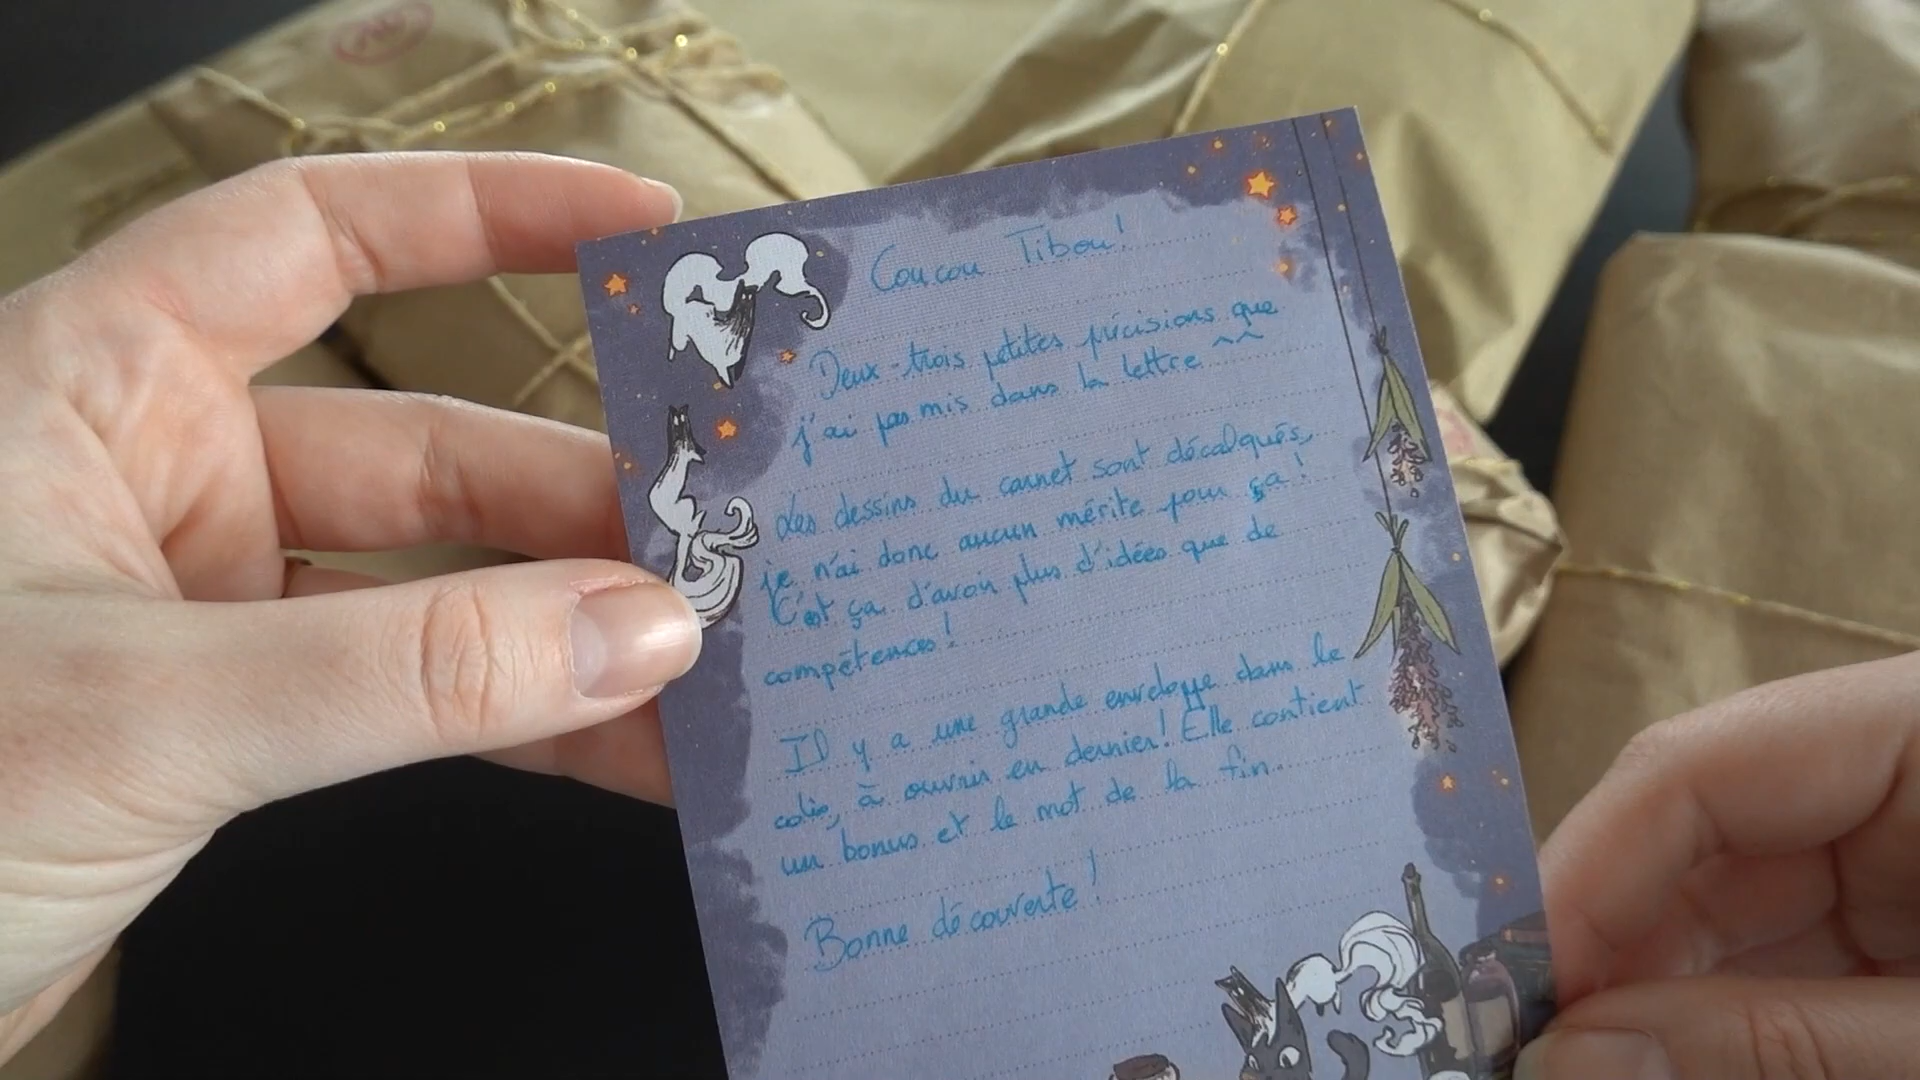 Coucou Tibou!
Deux-trois petites précisions que
j'ai pas mis dans la lettre ^^
Les dessins du carnet sont décalqués,
je n'ai donc aucun mérite pour ça!
C'est ça d'avoir plus d'idées que de
compétences!
Il y a une grande enveloppe dans le
colis, à ouvrir en dernier! Elle contient
un bonus et le mot de la fin.
Bonne découverte!